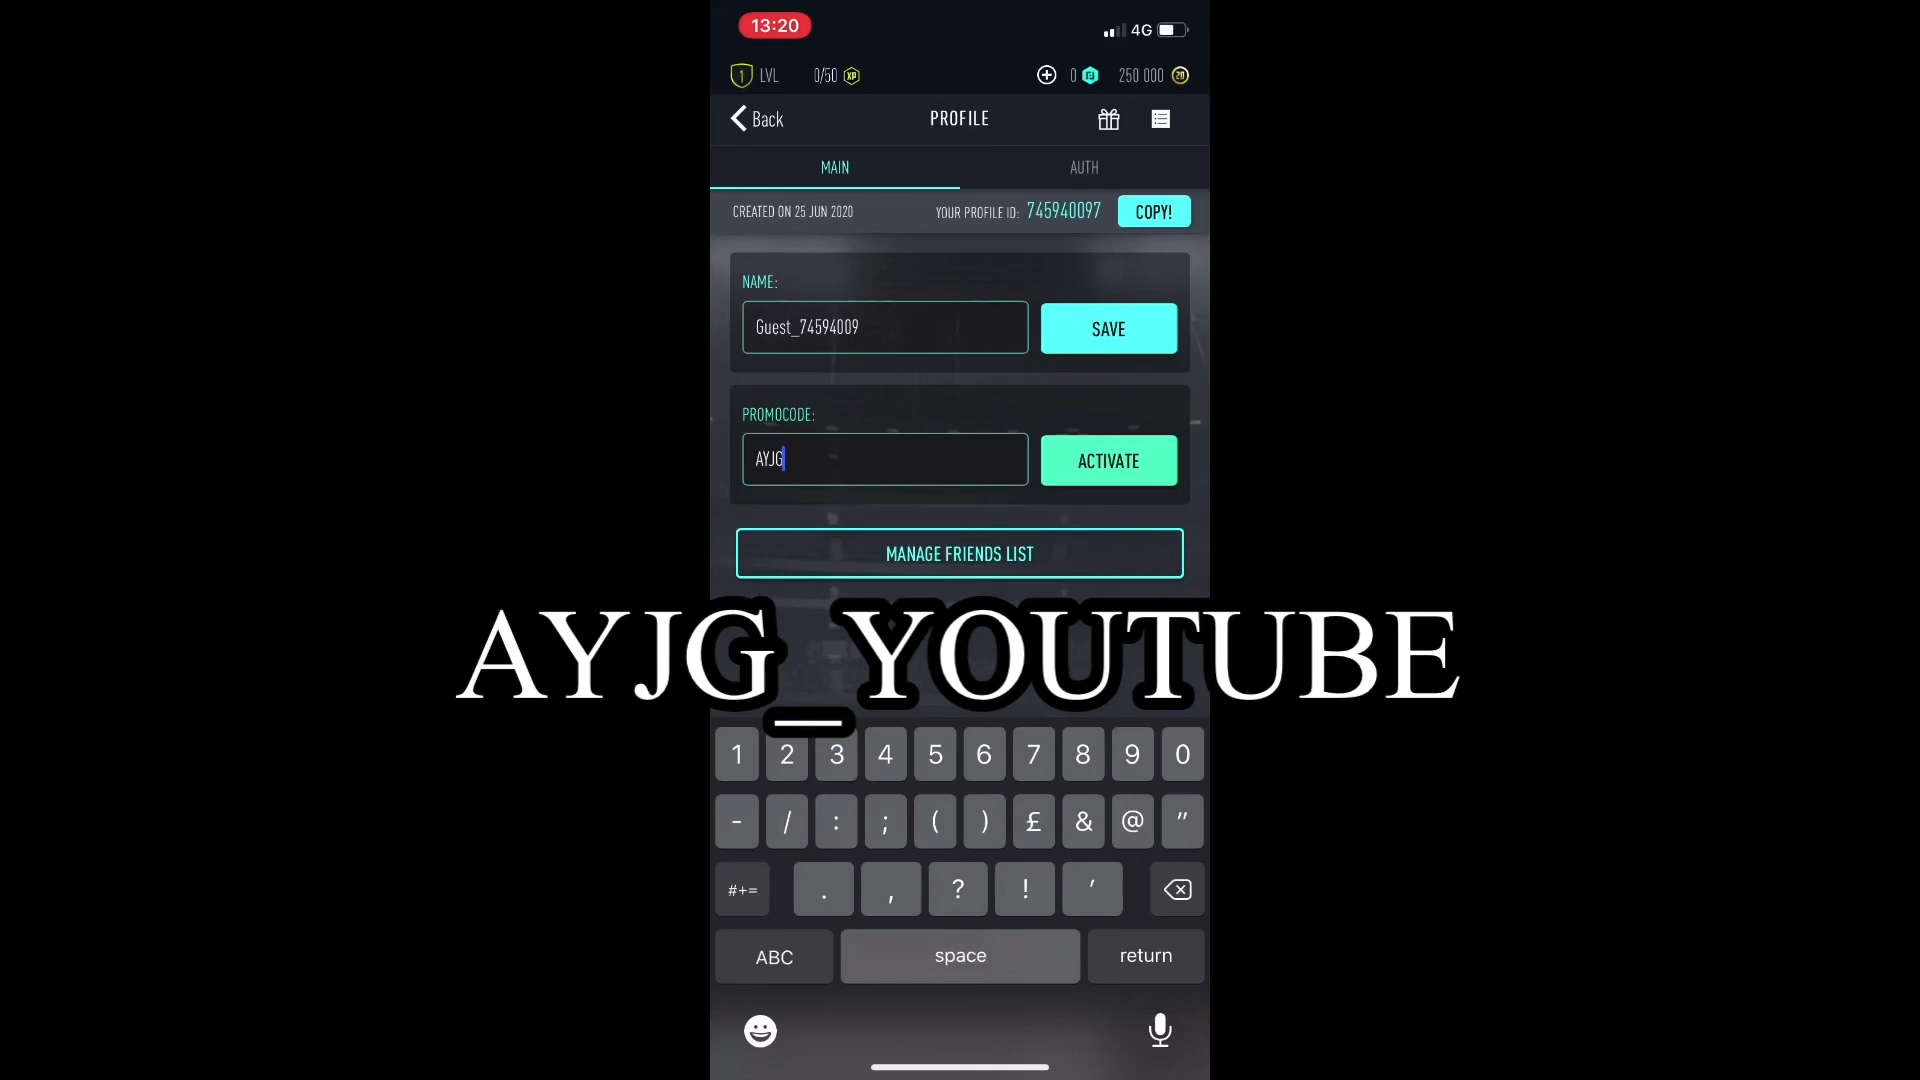 13:20
4G
1 LVL 0/50 XP 0 250 000 20
Back PROFILE
MAIN AUTH
CREATED ON 25 JUN 2020 YOUR PROFILE ID: 745940097 COPY!
NAME:
Guest_74594009 SAVE
PROMOCODE:
AYJG ACTIVATE
MANAGE FRIENDS LIST
AYJG_YOUTUBE
1 2 3 4 5 6 7 8 9 0
- / : ; ( ) £ & @ "
#+= . , ? ! '
ABC space return